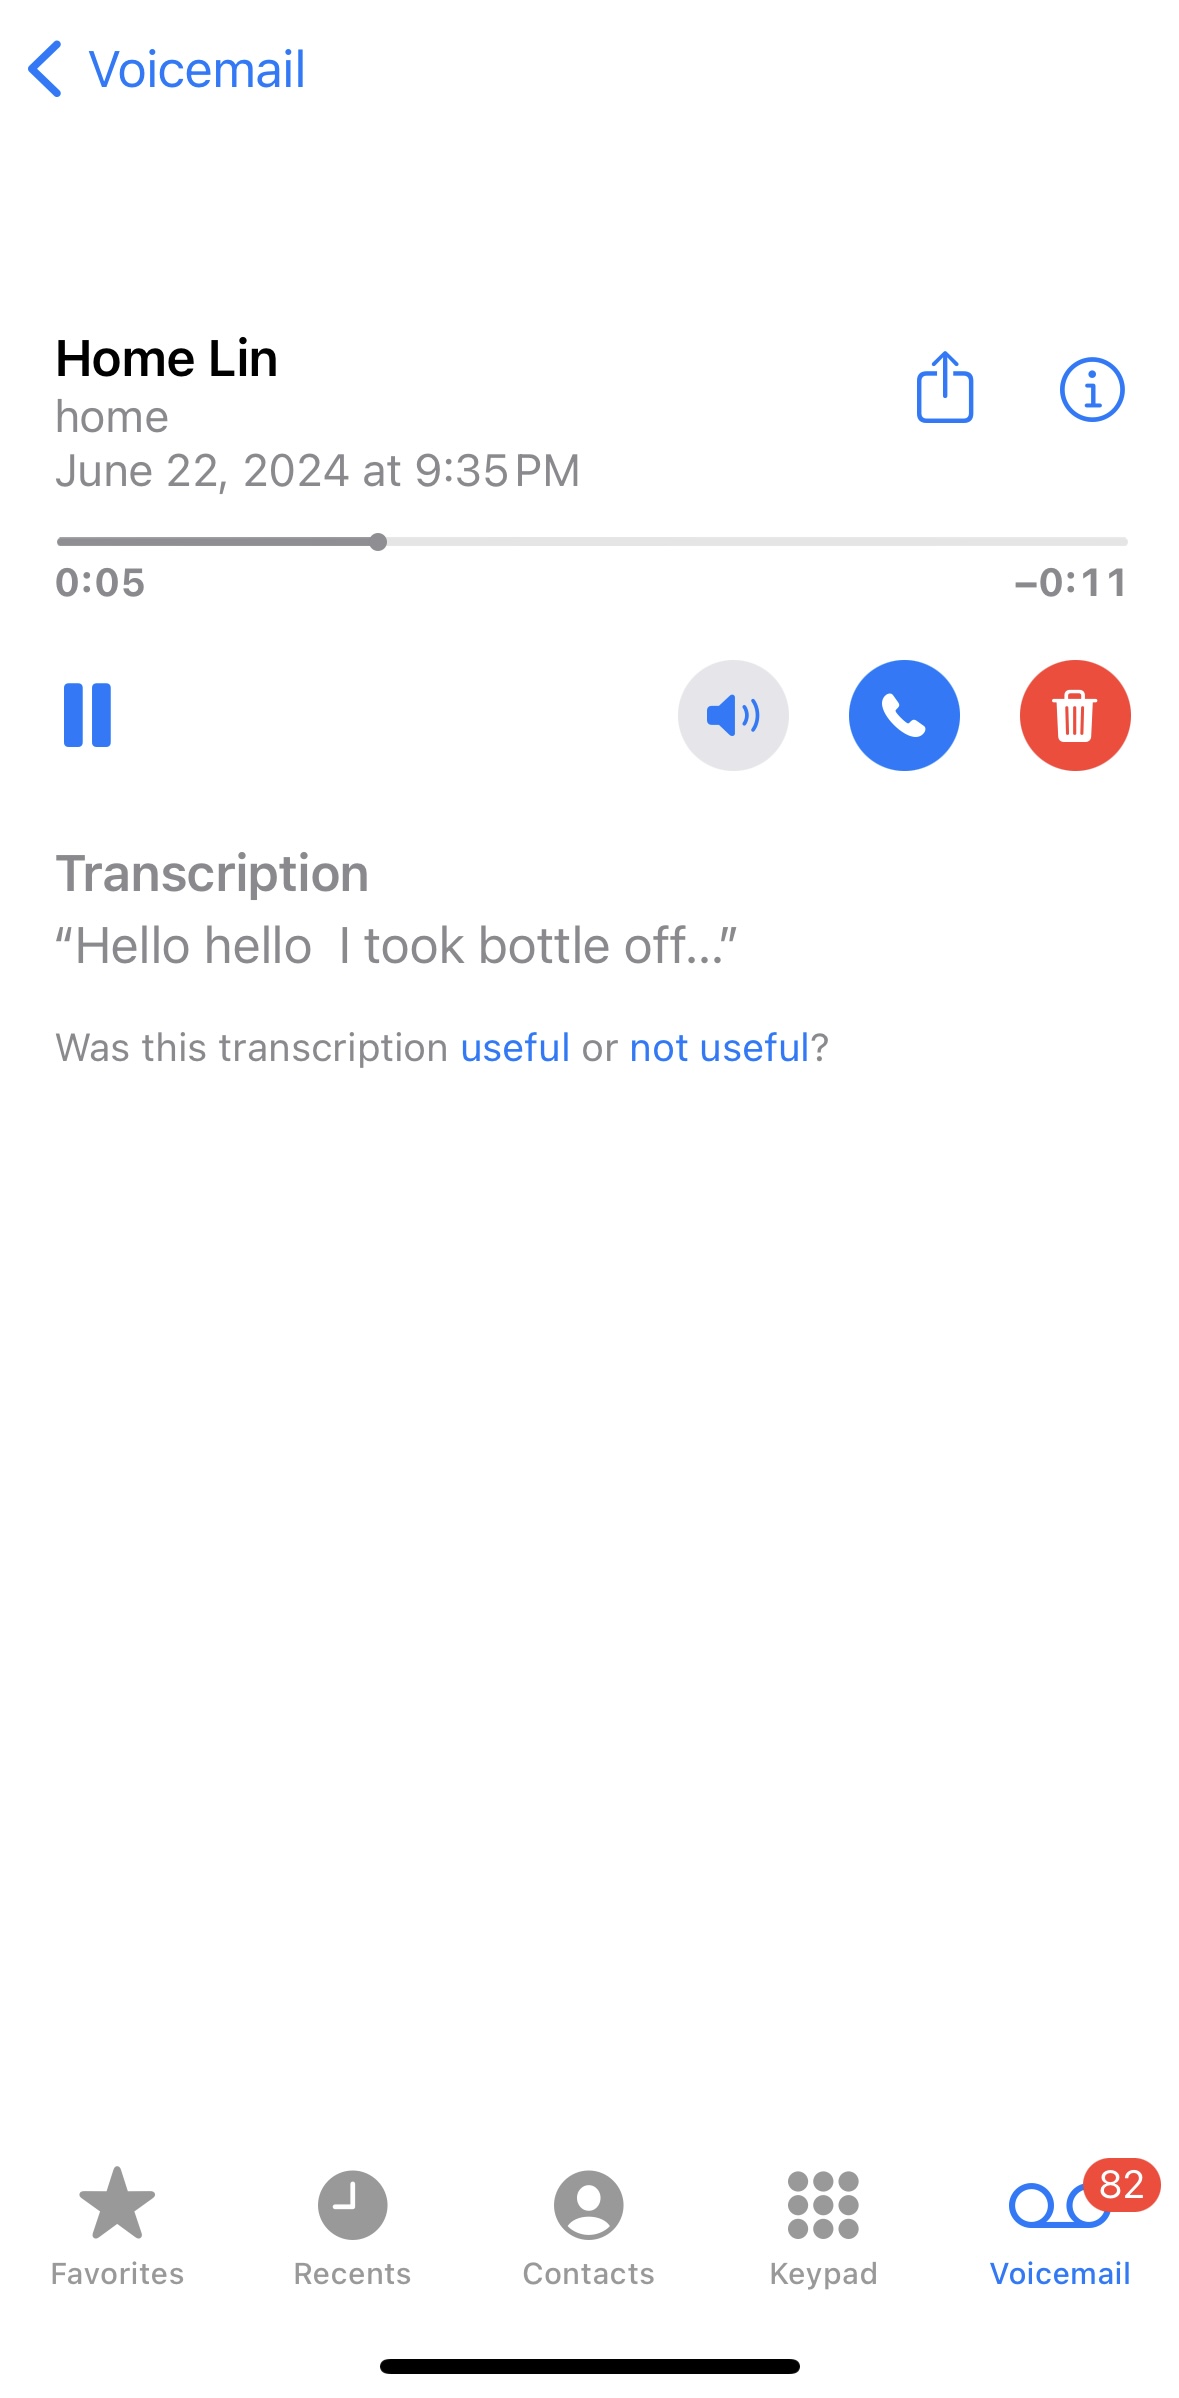 Voicemail
Home Lin
home
June 22, 2024 at 9:35 PM
0:05
–0:11
Transcription
“Hello hello  I took bottle off...”
Was this transcription useful or not useful?
82
Favorites
Recents
Contacts
Keypad
Voicemail